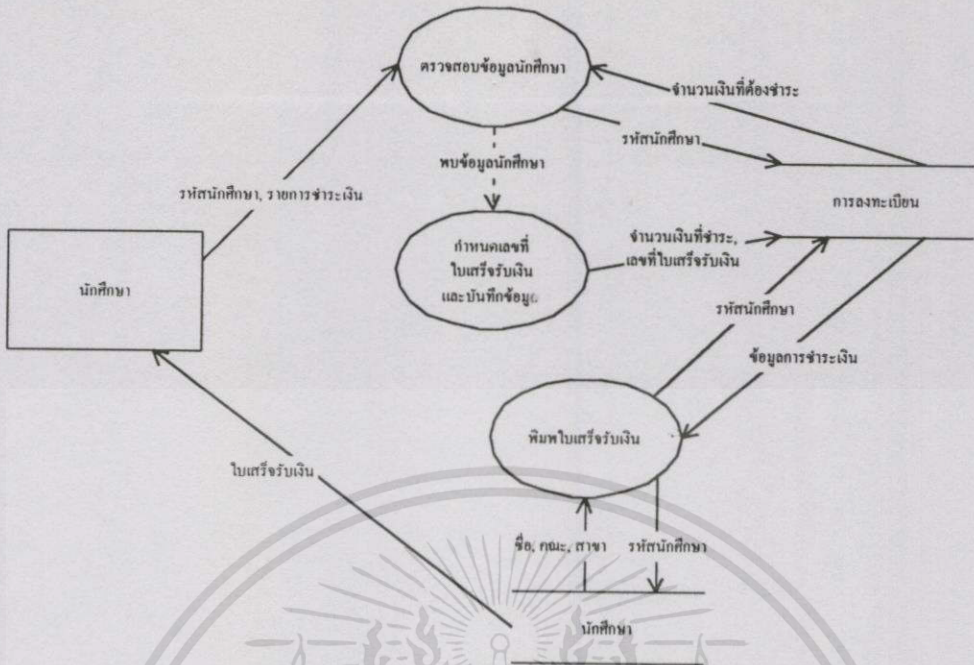 ตรวจสอบข้อมูลนักศึกษา
จำนวนเงินที่ต้องชำระ
รหัสนักศึกษา
พบข้อมูลนักศึกษา
รหัสนักศึกษา, รายการชำระเงิน
การลงทะเบียน
กำหนดเลขที่
ใบเสร็จรับเงิน
และบันทึกข้อมูล
จำนวนเงินที่ชำระ,
เลขที่ใบเสร็จรับเงิน
นักศึกษา
รหัสนักศึกษา
ข้อมูลการชำระเงิน
พิมพ์ใบเสร็จรับเงิน
ใบเสร็จรับเงิน
ชื่อ, คณะ, สาขา
รหัสนักศึกษา
นักศึกษา